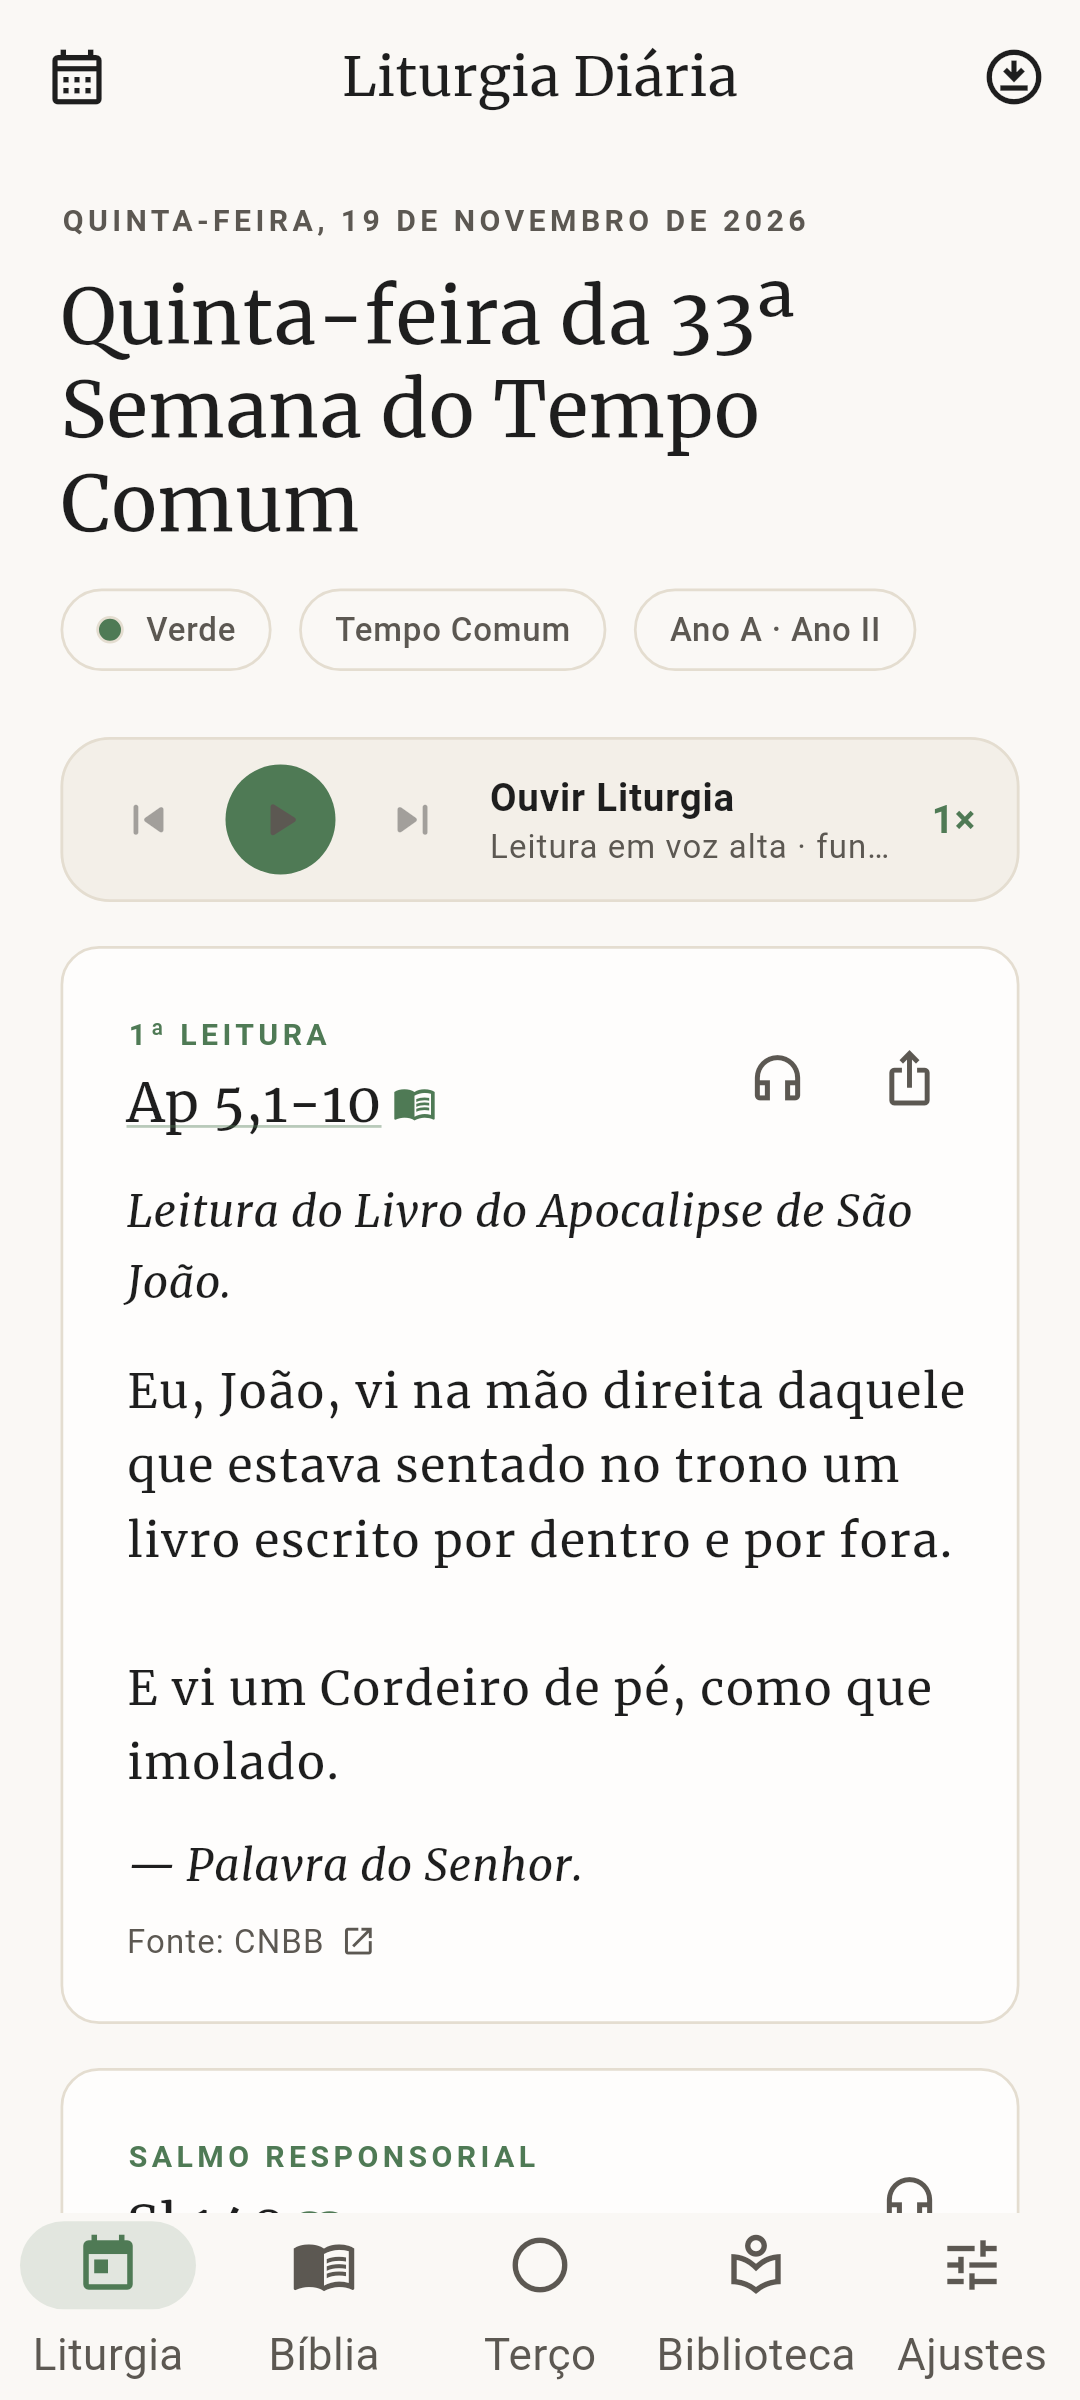 Liturgia Diária
QUINTA-FEIRA, 19 DE NOVEMBRO DE 2026
Quinta-feira da 33ª
Semana do Tempo
Comum
Verde
Tempo Comum
Ano A · Ano II
Ouvir Liturgia
Leitura em voz alta · fun…
1×
1ª LEITURA
Ap 5,1-10
Leitura do Livro do Apocalipse de São
João.
Eu, João, vi na mão direita daquele
que estava sentado no trono um
livro escrito por dentro e por fora.
E vi um Cordeiro de pé, como que
imolado.
— Palavra do Senhor.
Fonte: CNBB
SALMO RESPONSORIAL
Liturgia
Bíblia
Terço
Biblioteca
Ajustes